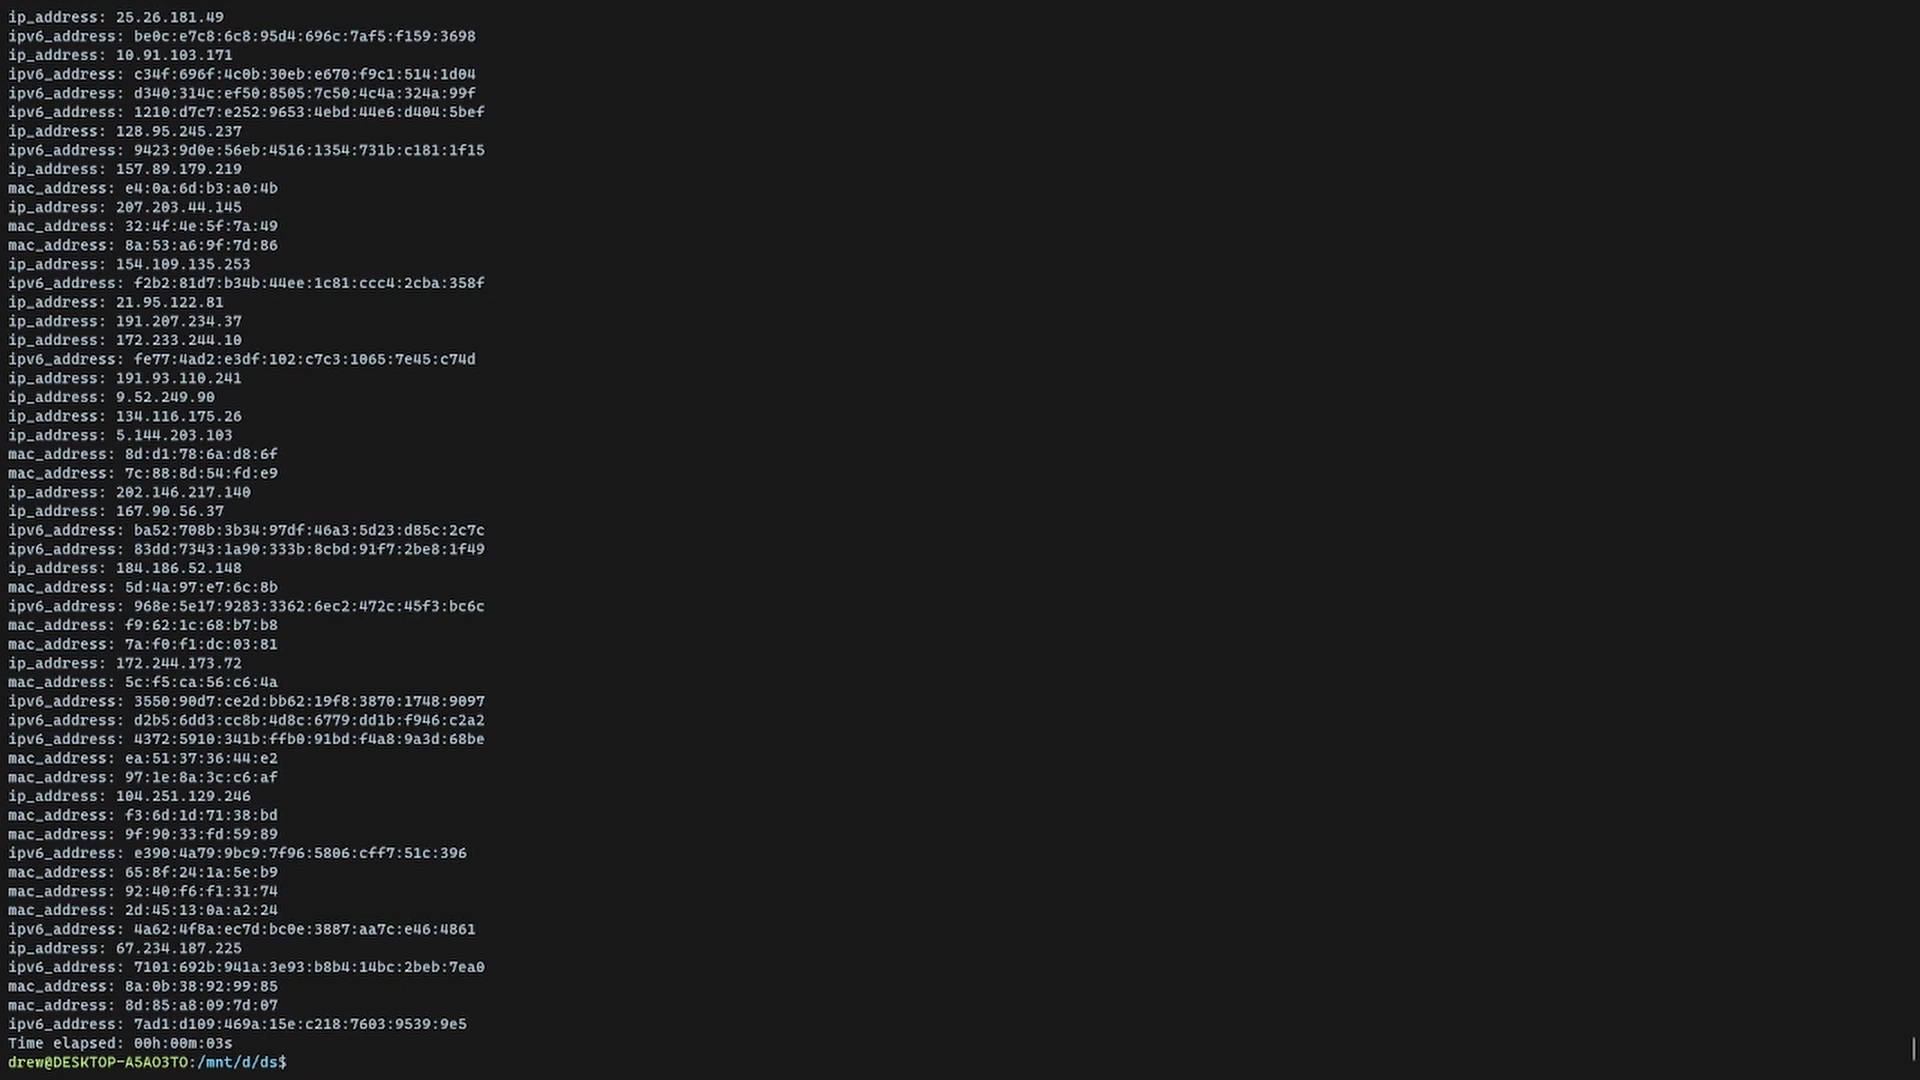 ip_address: 25.26.181.49
ipv6_address: be0c:e7c8:6c8:95d4:696c:7af5:f159:3698
ip_address: 10.91.103.171
ipv6_address: c34f:696f:4c0b:30eb:e670:f9c1:514:1d04
ipv6_address: d340:314c:ef50:8505:7c50:4c4a:324a:99f
ipv6_address: 1210:d7c7:e252:9653:4ebd:44e6:d404:5bef
ip_address: 128.95.245.237
ipv6_address: 9423:9d0e:56eb:4516:1354:731b:c181:1f15
ip_address: 157.89.179.219
mac_address: e4:0a:6d:b3:a0:4b
ip_address: 207.203.44.145
mac_address: 32:4f:4e:5f:7a:49
mac_address: 8a:53:a6:9f:7d:86
ip_address: 154.109.135.253
ipv6_address: f2b2:81d7:b34b:44ee:1c81:ccc4:2cba:358f
ip_address: 21.95.122.81
ip_address: 191.207.234.37
ip_address: 172.233.244.10
ipv6_address: fe77:4ad2:e3df:102:c7c3:1065:7e45:c74d
ip_address: 191.93.110.241
ip_address: 9.52.249.90
ip_address: 134.116.175.26
ip_address: 5.144.203.103
mac_address: 8d:d1:78:6a:d8:6f
mac_address: 7c:88:8d:54:fd:e9
ip_address: 202.146.217.140
ip_address: 167.90.56.37
ipv6_address: ba52:708b:3b34:97df:46a3:5d23:d85c:2c7c
ipv6_address: 83dd:7343:1a90:333b:8cbd:91f7:2be8:1f49
ip_address: 184.186.52.148
mac_address: 5d:4a:97:e7:6c:8b
ipv6_address: 968e:5e17:9283:3362:6ec2:472c:45f3:bc6c
mac_address: f9:62:1c:68:b7:b8
mac_address: 7a:f0:f1:dc:03:81
ip_address: 172.244.173.72
mac_address: 5c:f5:ca:56:c6:4a
ipv6_address: 3550:90d7:ce2d:bb62:19f8:3870:1748:9097
ipv6_address: d2b5:6dd3:cc8b:4d8c:6779:dd1b:f946:c2a2
ipv6_address: 4372:5910:341b:ffb0:91bd:f4a8:9a3d:68be
mac_address: ea:51:37:36:44:e2
mac_address: 97:1e:8a:3c:c6:af
ip_address: 104.251.129.246
mac_address: f3:6d:1d:71:38:bd
mac_address: 9f:90:33:fd:59:89
ipv6_address: e390:4a79:9bc9:7f96:5806:cff7:51c:396
mac_address: 65:8f:24:1a:5e:b9
mac_address: 92:40:f6:f1:31:74
mac_address: 2d:45:13:0a:a2:24
ipv6_address: 4a62:4f8a:ec7d:bc0e:3887:aa7c:e46:4861
ip_address: 67.234.187.225
ipv6_address: 7101:692b:941a:3e93:b8b4:14bc:2beb:7ea0
mac_address: 8a:0b:38:92:99:85
mac_address: 8d:85:a8:09:7d:07
ipv6_address: 7ad1:d109:469a:15e:c218:7603:9539:9e5
Time elapsed: 00h:00m:03s
drew@DESKTOP-A5AO3TO:/mnt/d/ds$